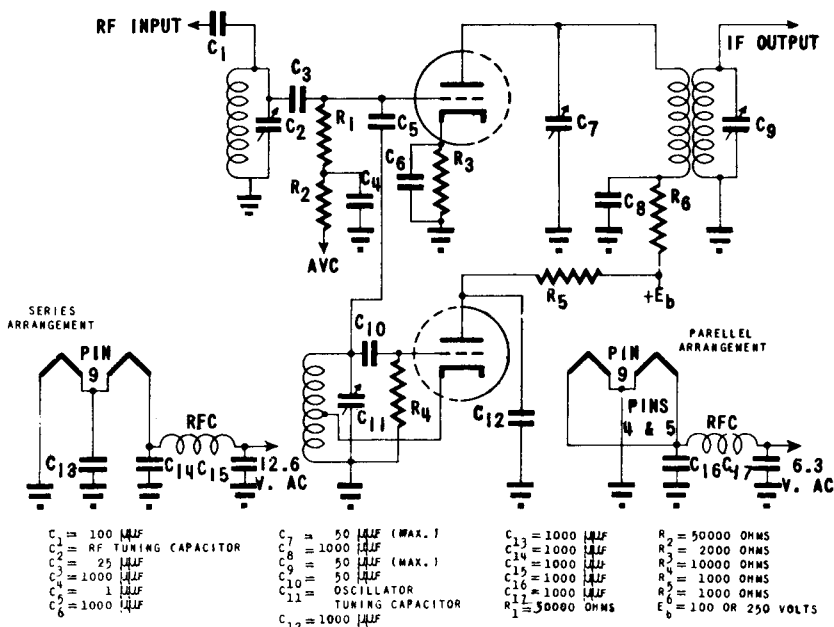 RF INPUT
IF OUTPUT
C1
C3
C2
R1
C5
C6
R3
C7
C9
R2
C4
C8
R6
AVC
R5
+Eb
SERIES
ARRANGEMENT
PARELLEL
ARRANGEMENT
PIN
9
C10
PIN
9
PINS
4 & 5
RFC
C11
R4
C12
RFC
C13
C14
C15
12.6
V. AC
C16
C17
6.3
V. AC
C1 = 100 μμF
C2 = RF TUNING CAPACITOR
C3 = 25 μμF
C4 = 1000 μμF
C5 = 1 μμF
C6 = 1000 μμF
C7 = 50 μμF (MAX.)
C8 = 1000 μμF
C9 = 50 μμF (MAX.)
C10 = 50 μμF
C11 = OSCILLATOR
TUNING CAPACITOR
C12 = 1000 μμF
C13 = 1000 μμF
C14 = 1000 μμF
C15 = 1000 μμF
C16 = 1000 μμF
C17 = 1000 μμF
R1 = 50000 OHMS
R2 = 50000 OHMS
R3 = 2000 OHMS
R4 = 10000 OHMS
R5 = 1000 OHMS
R6 = 1000 OHMS
Eb = 100 OR 250 VOLTS